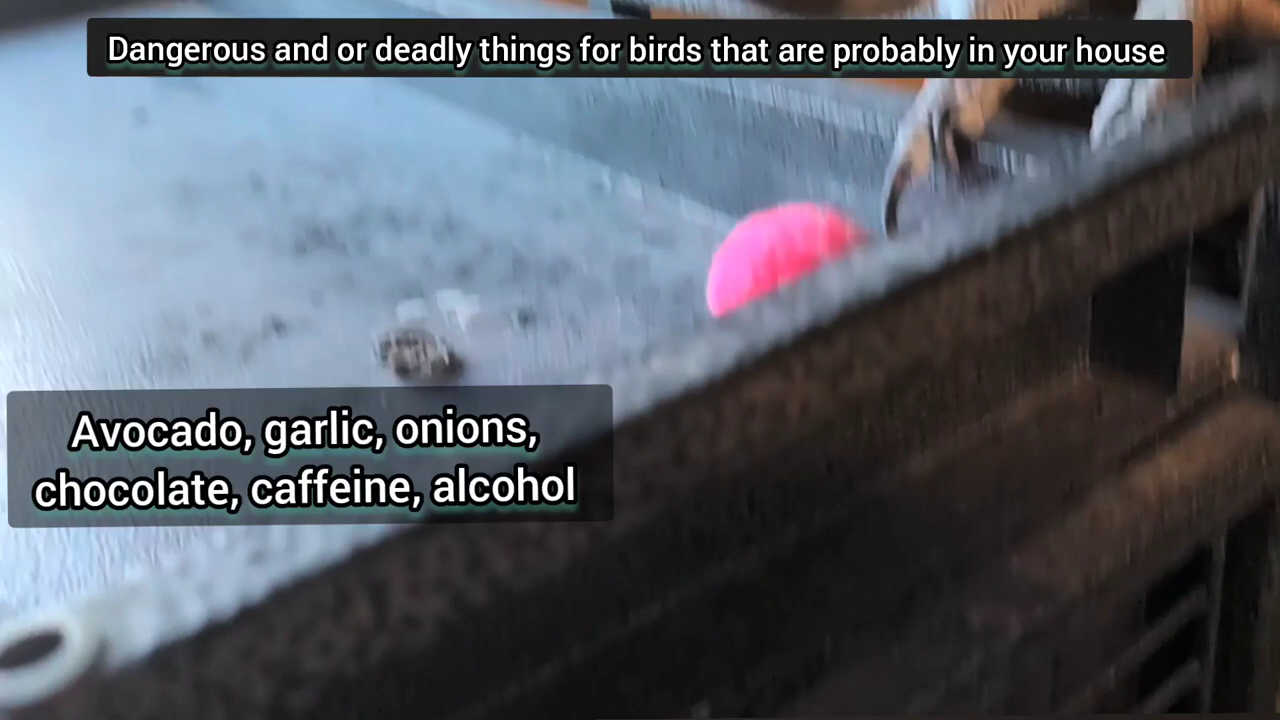 Dangerous and or deadly things for birds that are probably in your house
Avocado, garlic, onions,
chocolate, caffeine, alcohol